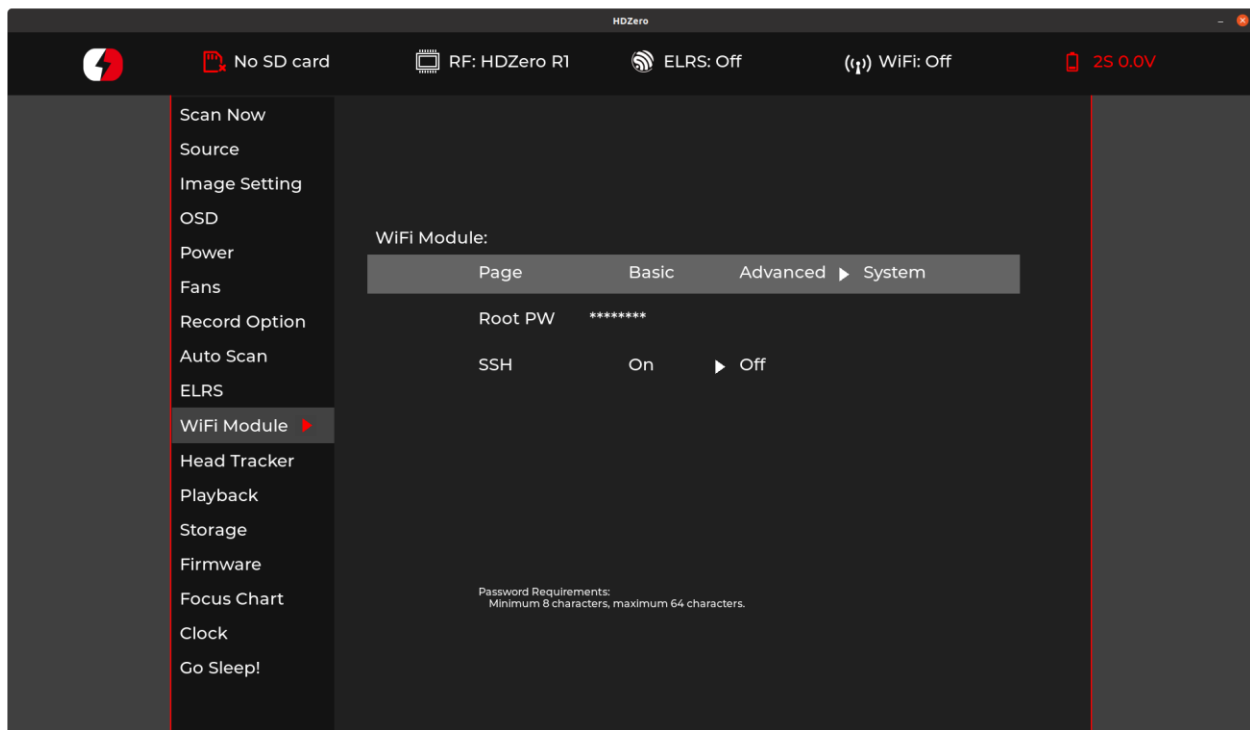 HDZero
No SD card
RF: HDZero R1
ELRS: Off
WiFi: Off
2S 0.0V
Scan Now
Source
Image Setting
OSD
Power
Fans
Record Option
Auto Scan
ELRS
WiFi Module
Head Tracker
Playback
Storage
Firmware
Focus Chart
Clock
Go Sleep!
WiFi Module:
Page Basic Advanced System
Root PW ********
SSH On Off
Password Requirements:
Minimum 8 characters, maximum 64 characters.